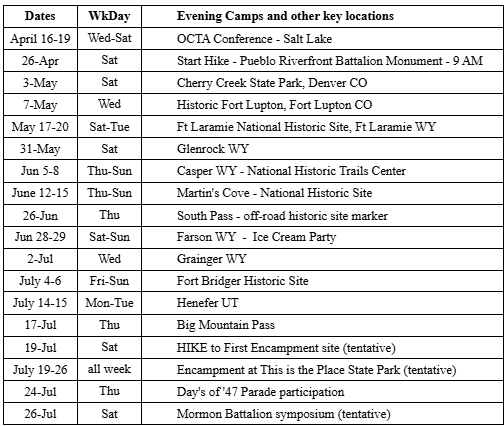 Dates WkDay Evening Camps and other key locations
April 16-19 Wed-Sat OCTA Conference - Salt Lake
26-Apr Sat Start Hike - Pueblo Riverfront Battalion Monument - 9 AM
3-May Sat Cherry Creek State Park, Denver CO
7-May Wed Historic Fort Lupton, Fort Lupton CO
May 17-20 Sat-Tue Ft Laramie National Historic Site, Ft Laramie WY
31-May Sat Glenrock WY
Jun 5-8 Thu-Sun Casper WY - National Historic Trails Center
June 12-15 Thu-Sun Martin's Cove - National Historic Site
26-Jun Thu South Pass - off-road historic site marker
Jun 28-29 Sat-Sun Farson WY - Ice Cream Party
2-Jul Wed Grainger WY
July 4-6 Fri-Sun Fort Bridger Historic Site
July 14-15 Mon-Tue Henefer UT
17-Jul Thu Big Mountain Pass
19-Jul Sat HIKE to First Encampment site (tentative)
July 19-26 all week Encampment at This is the Place State Park (tentative)
24-Jul Thu Day's of '47 Parade participation
26-Jul Sat Mormon Battalion symposium (tentative)